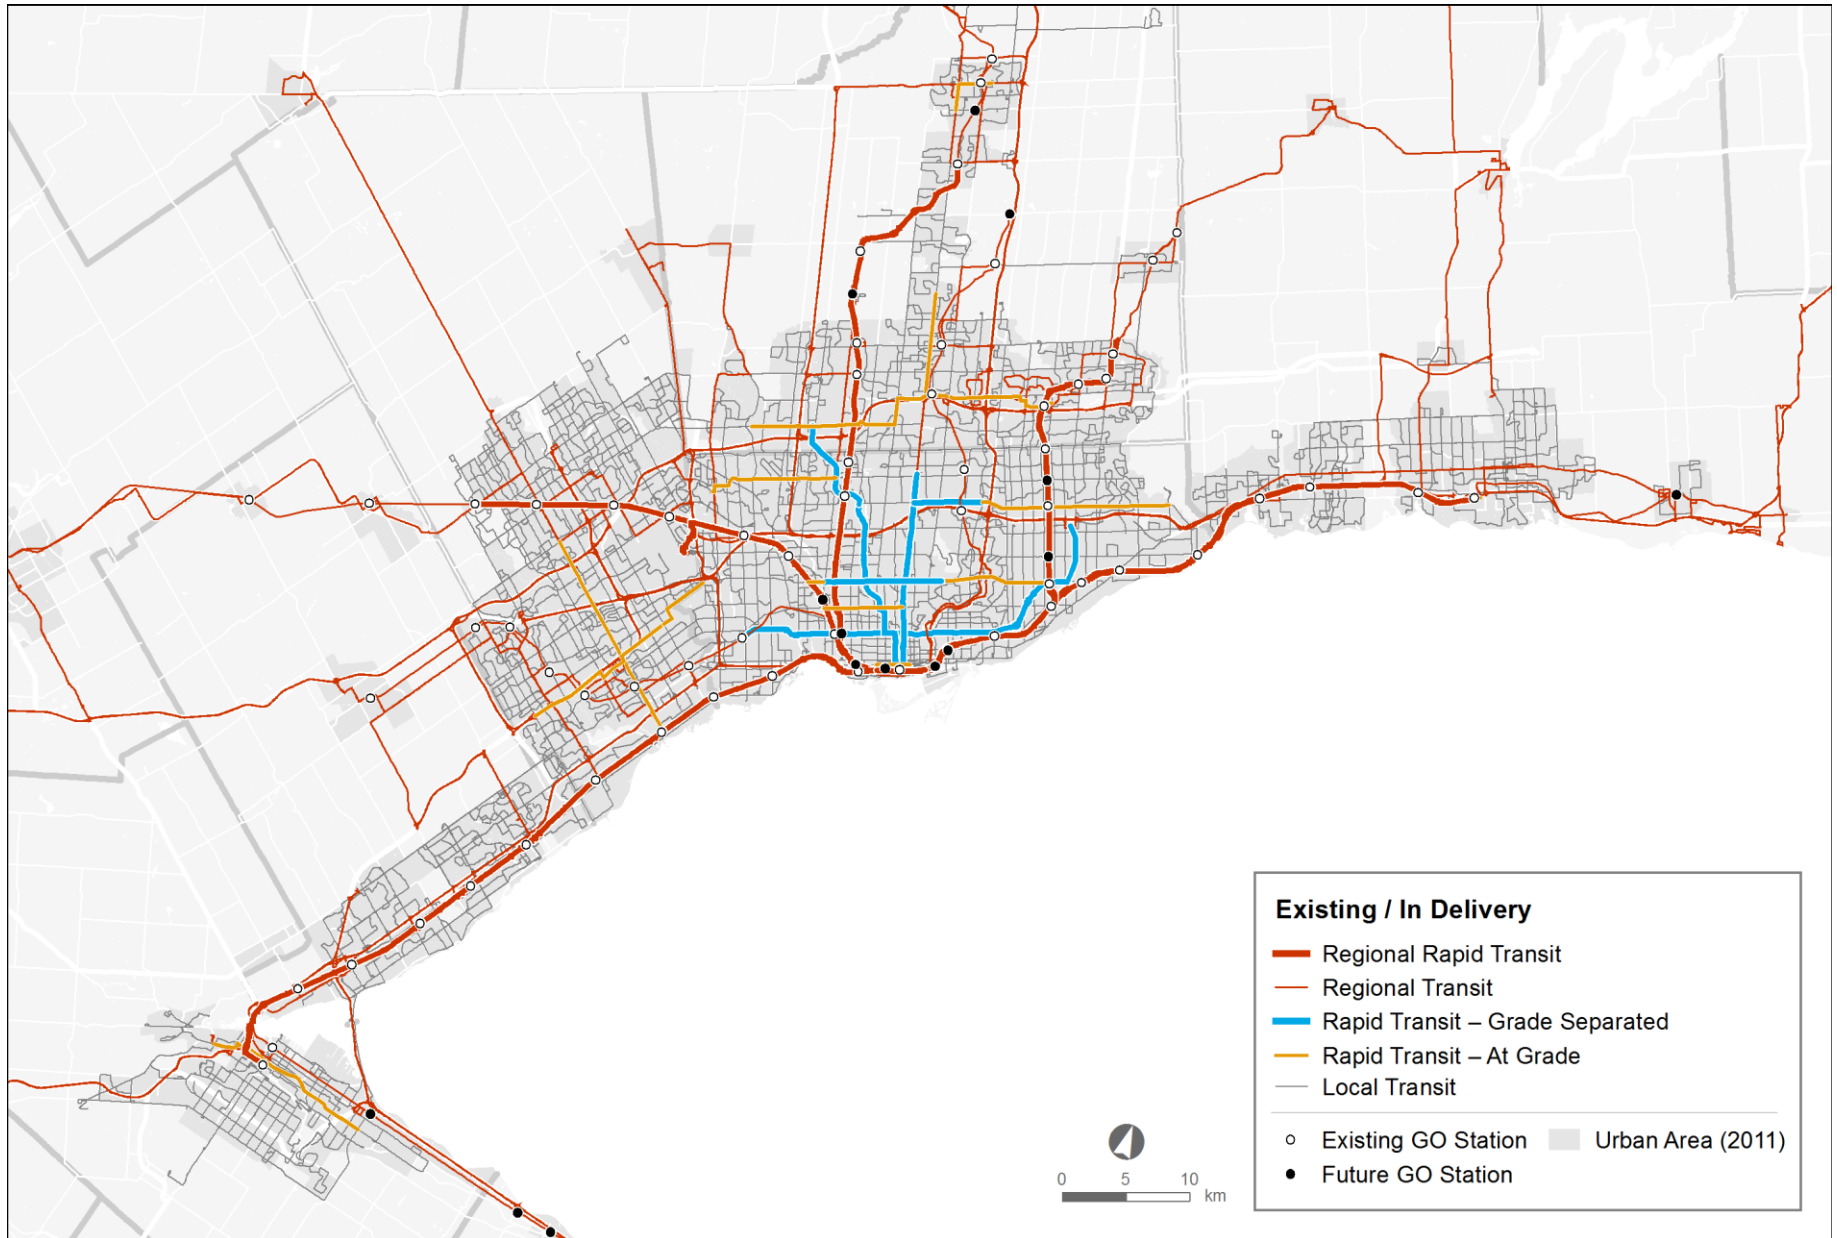 Existing / In Delivery
Regional Rapid Transit
Regional Transit
Rapid Transit – Grade Separated
Rapid Transit – At Grade
Local Transit
Existing GO Station Urban Area (2011)
Future GO Station
0 5 10
km